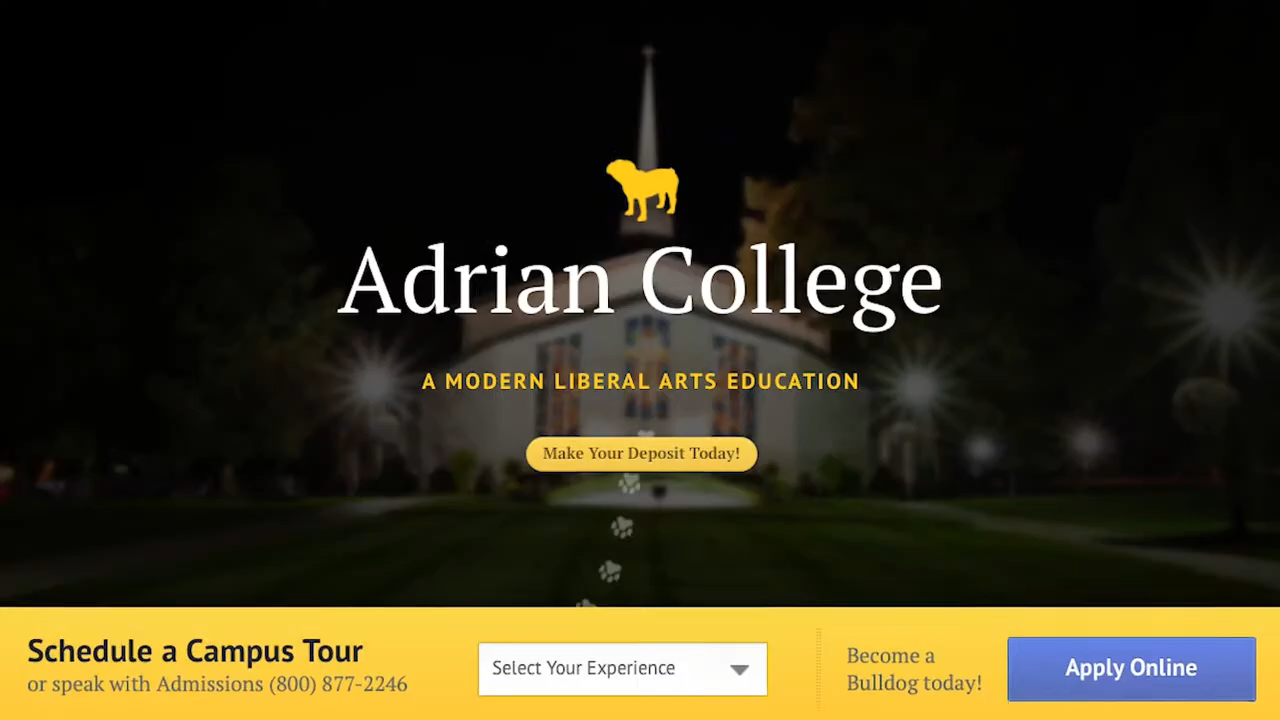 Adrian College
A MODERN LIBERAL ARTS EDUCATION
Make Your Deposit Today!
Schedule a Campus Tour
or speak with Admissions (800) 877-2246
Select Your Experience
Become a
Bulldog today!
Apply Online